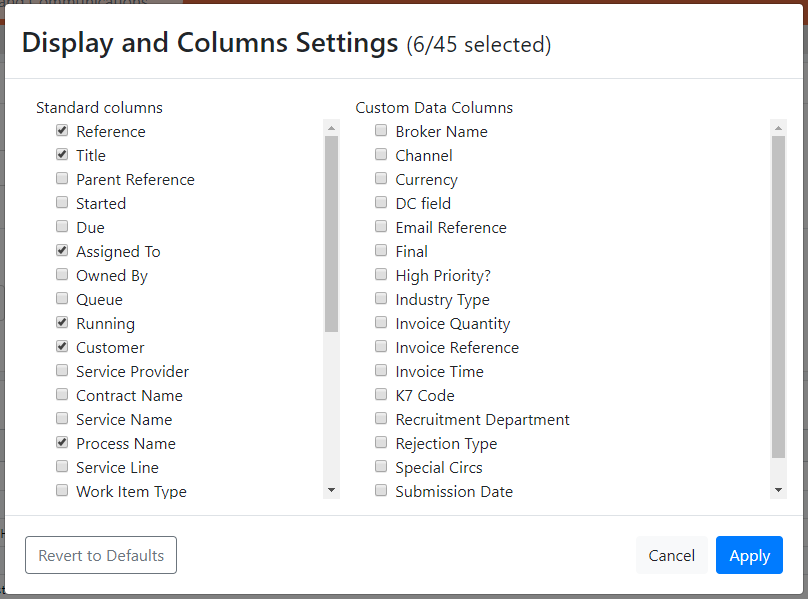 Display and Columns Settings (6/45 selected)
Standard columns
Reference
Title
Parent Reference
Started
Due
Assigned To
Owned By
Queue
Running
Customer
Service Provider
Contract Name
Service Name
Process Name
Service Line
Work Item Type
Custom Data Columns
Broker Name
Channel
Currency
DC field
Email Reference
Final
High Priority?
Industry Type
Invoice Quantity
Invoice Reference
Invoice Time
K7 Code
Recruitment Department
Rejection Type
Special Circs
Submission Date
Revert to Defaults
Cancel
Apply